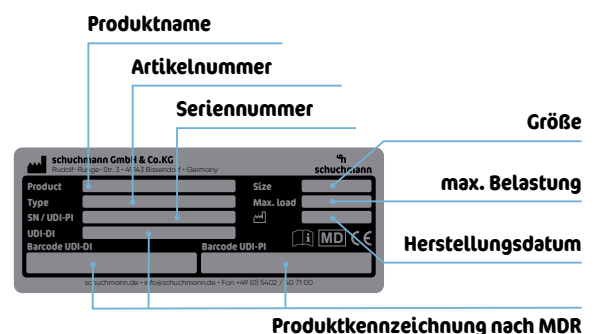 Produktname
Artikelnummer
Seriennummer
Größe
max. Belastung
Herstellungsdatum
schuchmann GmbH & Co.KG
Rudolf-Runge-Str. 3 • 49143 Bissendorf • Germany
schuchmann
Product
Size
Type
Max. load
SN / UDI-PI
UDI-DI
MD CE
Barcode UDI-DI
Barcode UDI-PI
schuchmann.de • info@schuchmann.de • Fon +49 (0) 5402 / 40 71 00
Produktkennzeichnung nach MDR